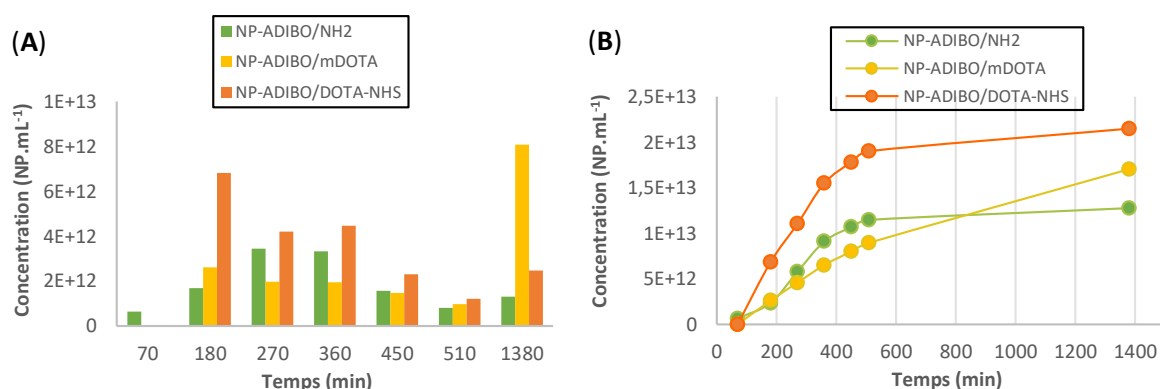 (A)
NP-ADIBO/NH2
NP-ADIBO/mDOTA
NP-ADIBO/DOTA-NHS
Concentration (NP.mL-1)
1E+13
8E+12
6E+12
4E+12
2E+12
0
70 180 270 360 450 510 1380
Temps (min)
(B)
NP-ADIBO/NH2
NP-ADIBO/mDOTA
NP-ADIBO/DOTA-NHS
Concentration (NP.mL-1)
2,5E+13
2E+13
1,5E+13
1E+13
5E+12
0
0 200 400 600 800 1000 1200 1400
Temps (min)